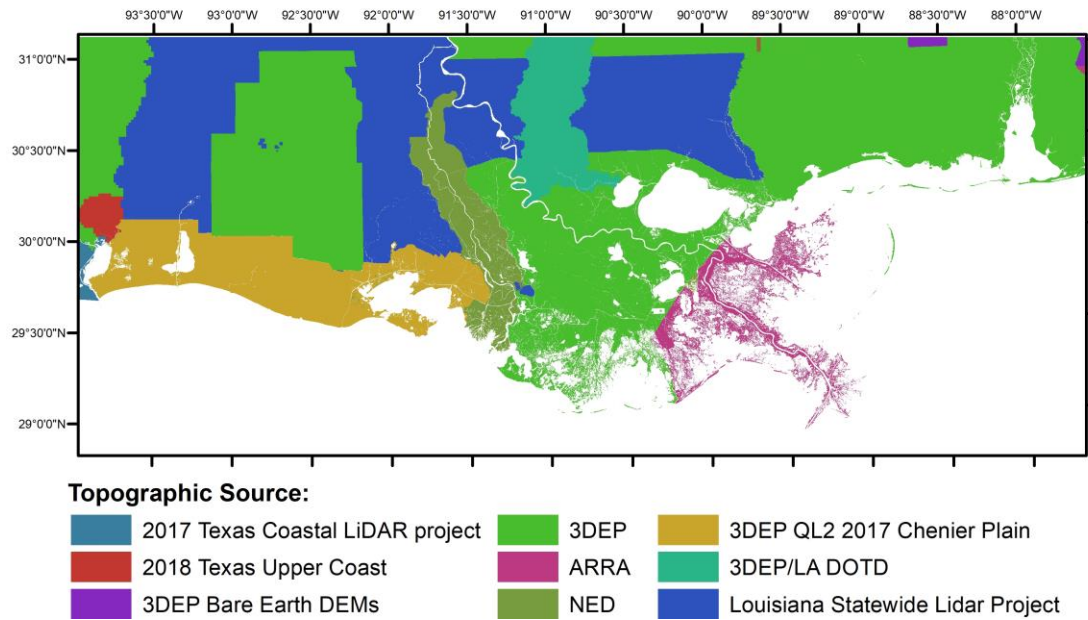 93°30'0"W 93°0'0"W 92°30'0"W 92°0'0"W 91°30'0"W 91°0'0"W 90°30'0"W 90°0'0"W 89°30'0"W 89°0'0"W 88°30'0"W 88°0'0"W
31°0'0"N
30°30'0"N
30°0'0"N
29°30'0"N
29°0'0"N
Topographic Source:
2017 Texas Coastal LiDAR project
2018 Texas Upper Coast
3DEP Bare Earth DEMs
3DEP
ARRA
NED
3DEP QL2 2017 Chenier Plain
3DEP/LA DOTD
Louisiana Statewide Lidar Project